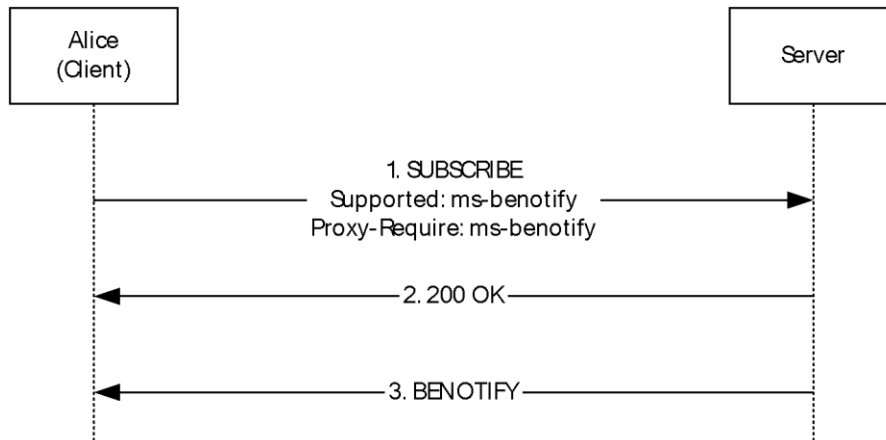 Alice
(Client)
Server
1. SUBSCRIBE
Supported: ms-benotify
Proxy-Require: ms-benotify
2. 200 OK
3. BENOTIFY